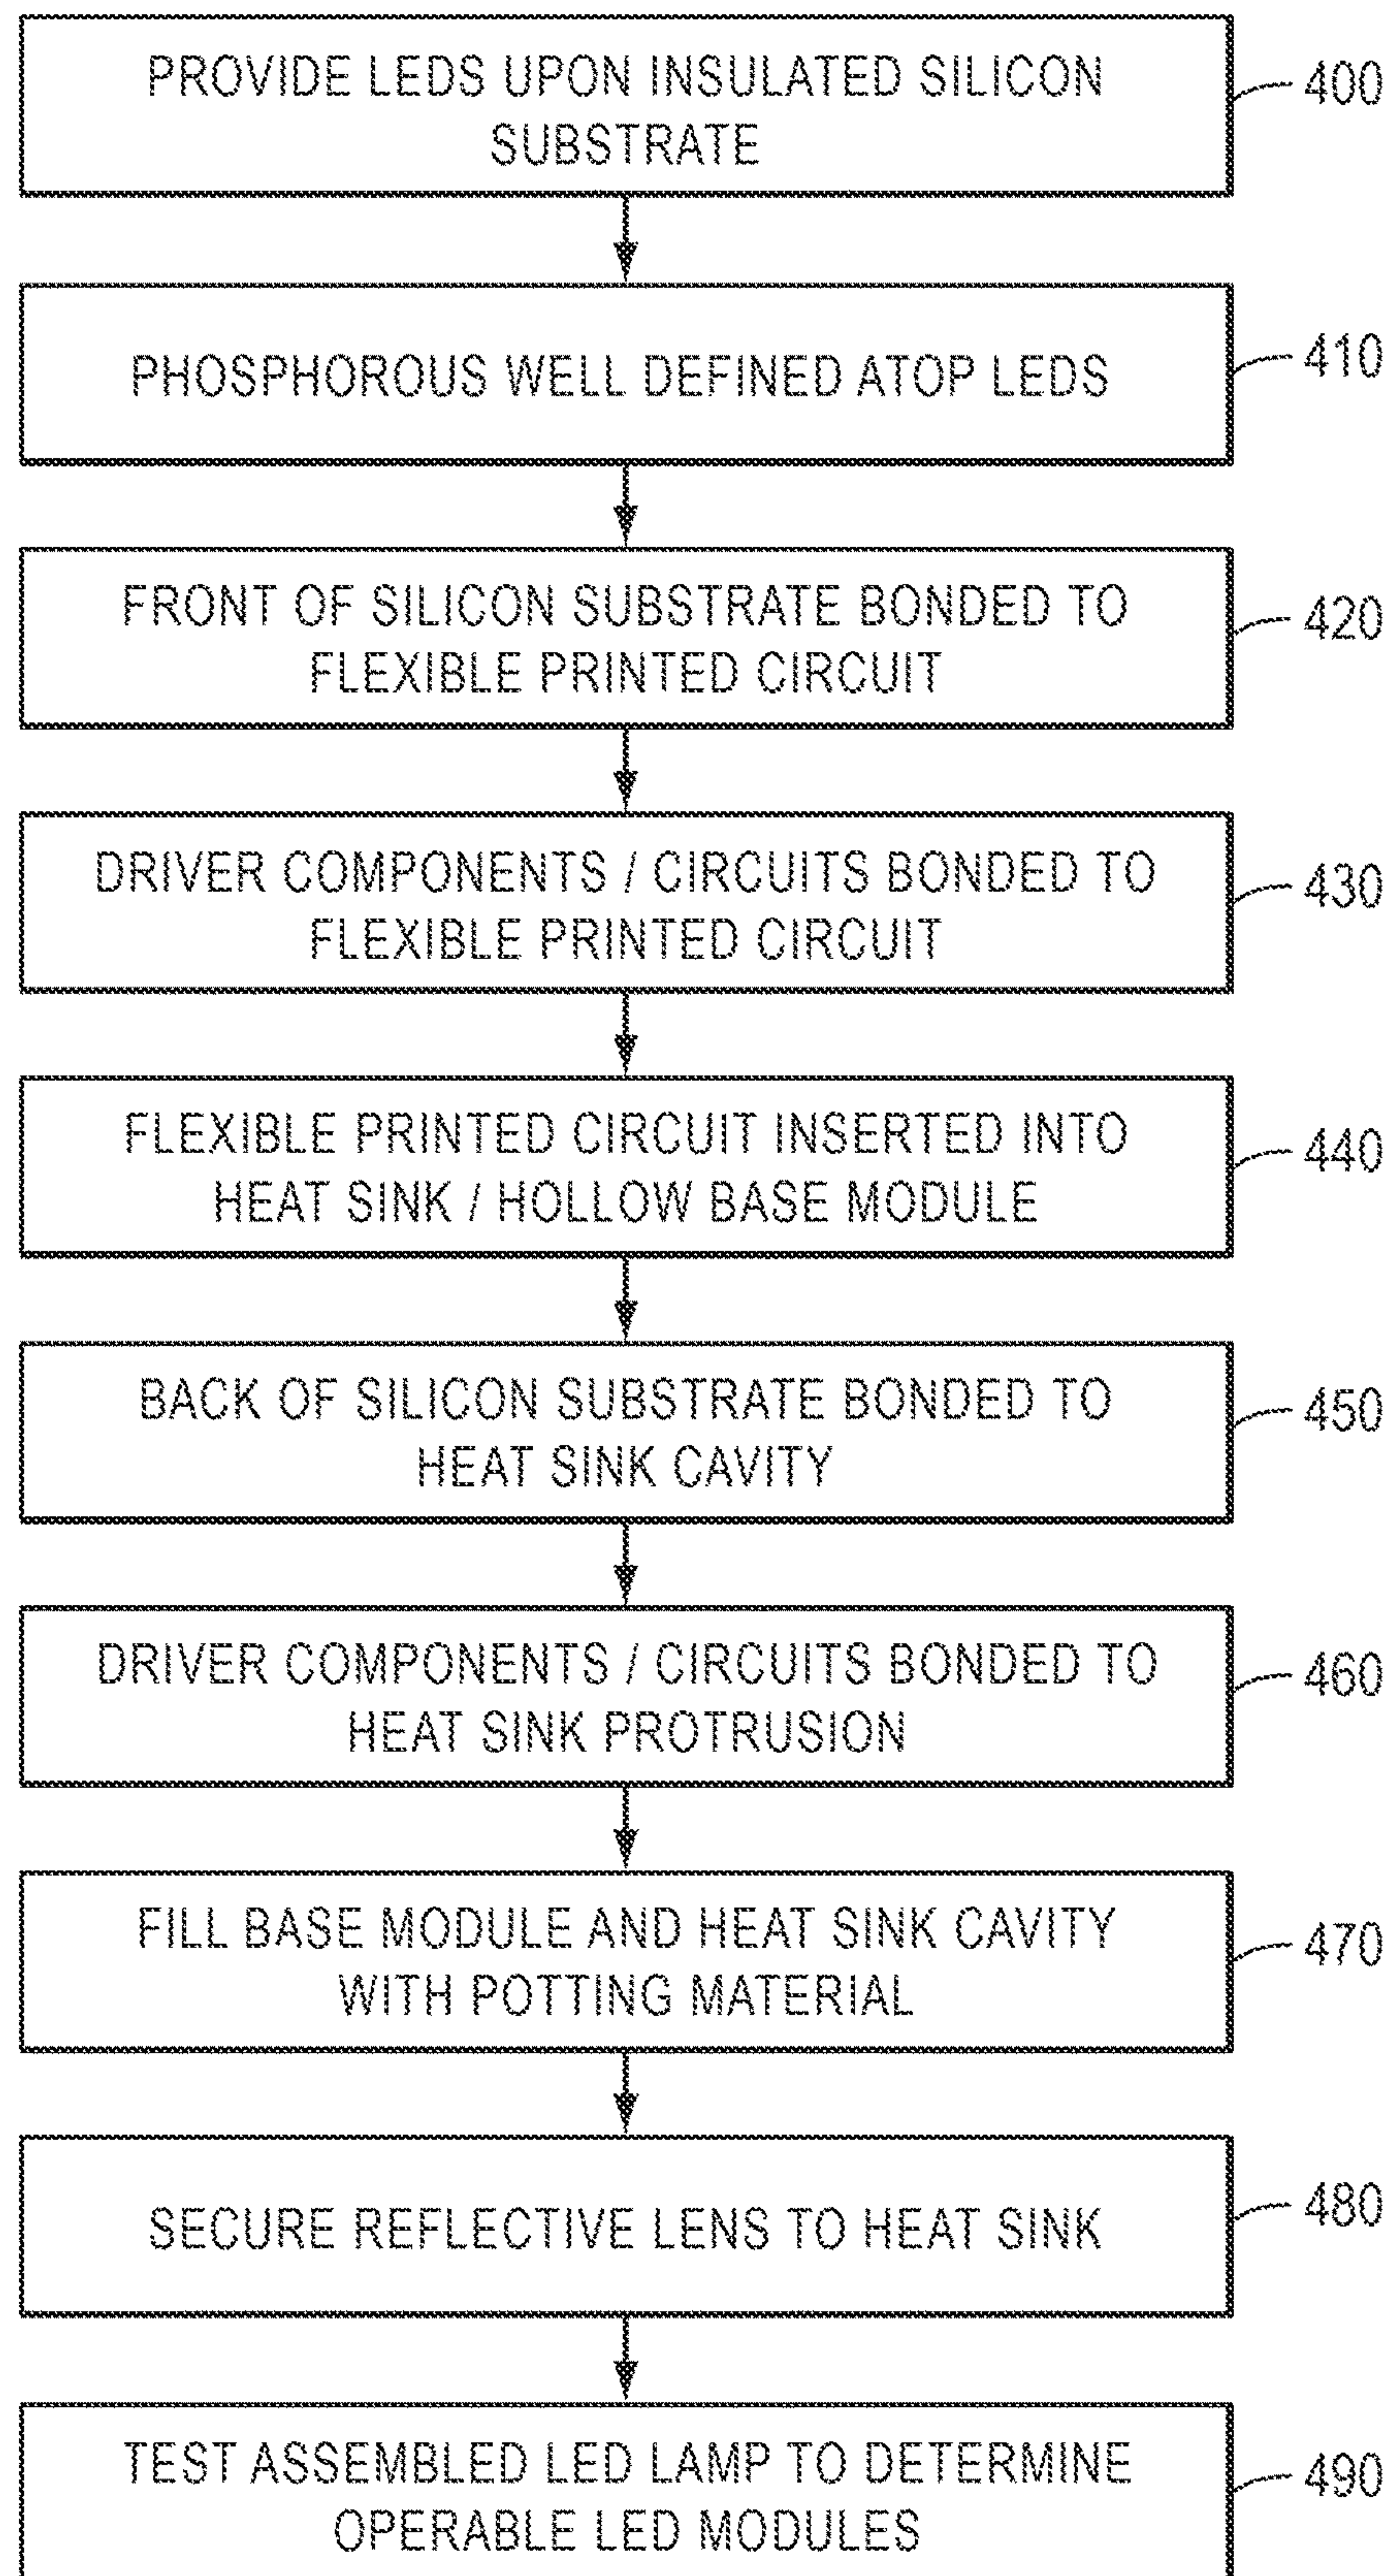 PROVIDE LEDS UPON INSULATED SILICON
SUBSTRATE
400
PHOSPHOROUS WELL DEFINED ATOP LEDS
410
FRONT OF SILICON SUBSTRATE BONDED TO
FLEXIBLE PRINTED CIRCUIT
420
DRIVER COMPONENTS / CIRCUITS BONDED TO
FLEXIBLE PRINTED CIRCUIT
430
FLEXIBLE PRINTED CIRCUIT INSERTED INTO
HEAT SINK / HOLLOW BASE MODULE
440
BACK OF SILICON SUBSTRATE BONDED TO
HEAT SINK CAVITY
450
DRIVER COMPONENTS / CIRCUITS BONDED TO
HEAT SINK PROTRUSION
460
FILL BASE MODULE AND HEAT SINK CAVITY
WITH POTTING MATERIAL
470
SECURE REFLECTIVE LENS TO HEAT SINK
480
TEST ASSEMBLED LED LAMP TO DETERMINE
OPERABLE LED MODULES
490